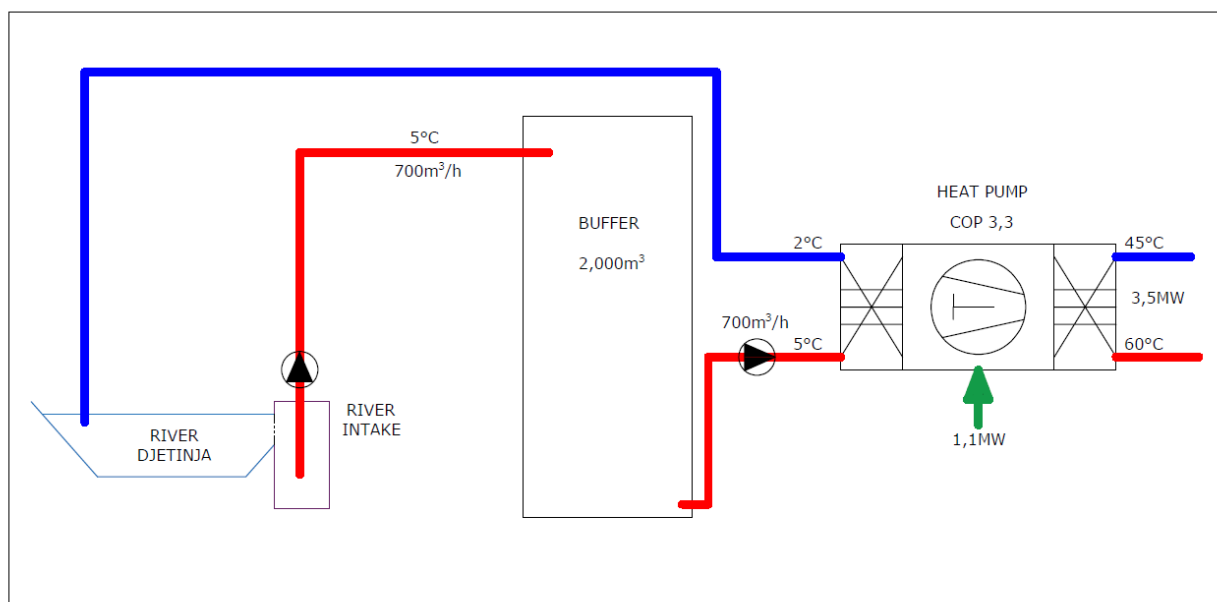 5°C
700m³/h
BUFFER
2,000m³
HEAT PUMP
COP 3,3
2°C
45°C
3,5MW
700m³/h
5°C
60°C
1,1MW
RIVER
INTAKE
RIVER
DJETINJA